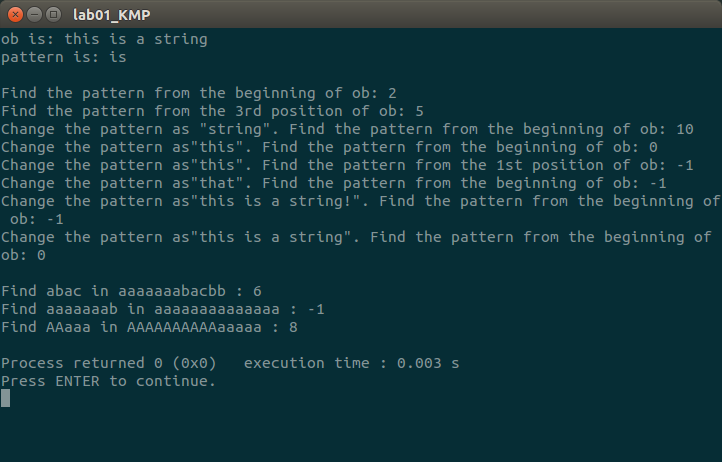 lab01_KMP
ob is: this is a string
pattern is: is
Find the pattern from the beginning of ob: 2
Find the pattern from the 3rd position of ob: 5
Change the pattern as "string". Find the pattern from the beginning of ob: 10
Change the pattern as"this". Find the pattern from the beginning of ob: 0
Change the pattern as"this". Find the pattern from the 1st position of ob: -1
Change the pattern as"that". Find the pattern from the beginning of ob: -1
Change the pattern as"this is a string!". Find the pattern from the beginning of
 ob: -1
Change the pattern as"this is a string". Find the pattern from the beginning of
ob: 0
Find abac in aaaaaaabacbb : 6
Find aaaaaaab in aaaaaaaaaaaaaa : -1
Find AAaaa in AAAAAAAAAAaaaaa : 8
Process returned 0 (0x0)   execution time : 0.003 s
Press ENTER to continue.